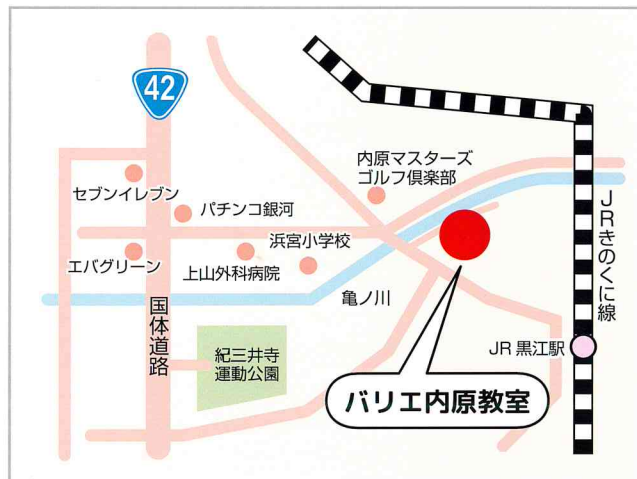 42
内原マスターズ
ゴルフ倶楽部
セブンイレブン
パチンコ銀河
浜宮小学校
エバグリーン
上山外科病院
亀ノ川
JRきのくに線
国体道路
紀三井寺
運動公園
JR 黒江駅
バリエ内原教室